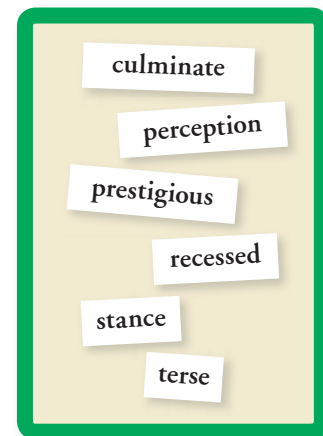 culminate
perception
prestigious
recessed
stance
terse